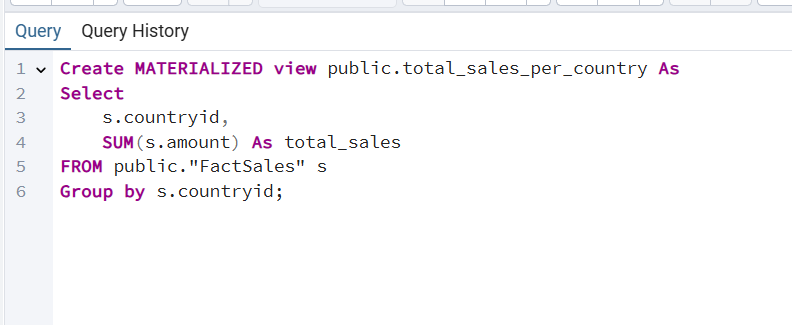 Query Query History
1 Create MATERIALIZED view public.total_sales_per_country As
2 Select
3 s.countryid,
4 SUM(s.amount) As total_sales
5 FROM public."FactSales" s
6 Group by s.countryid;